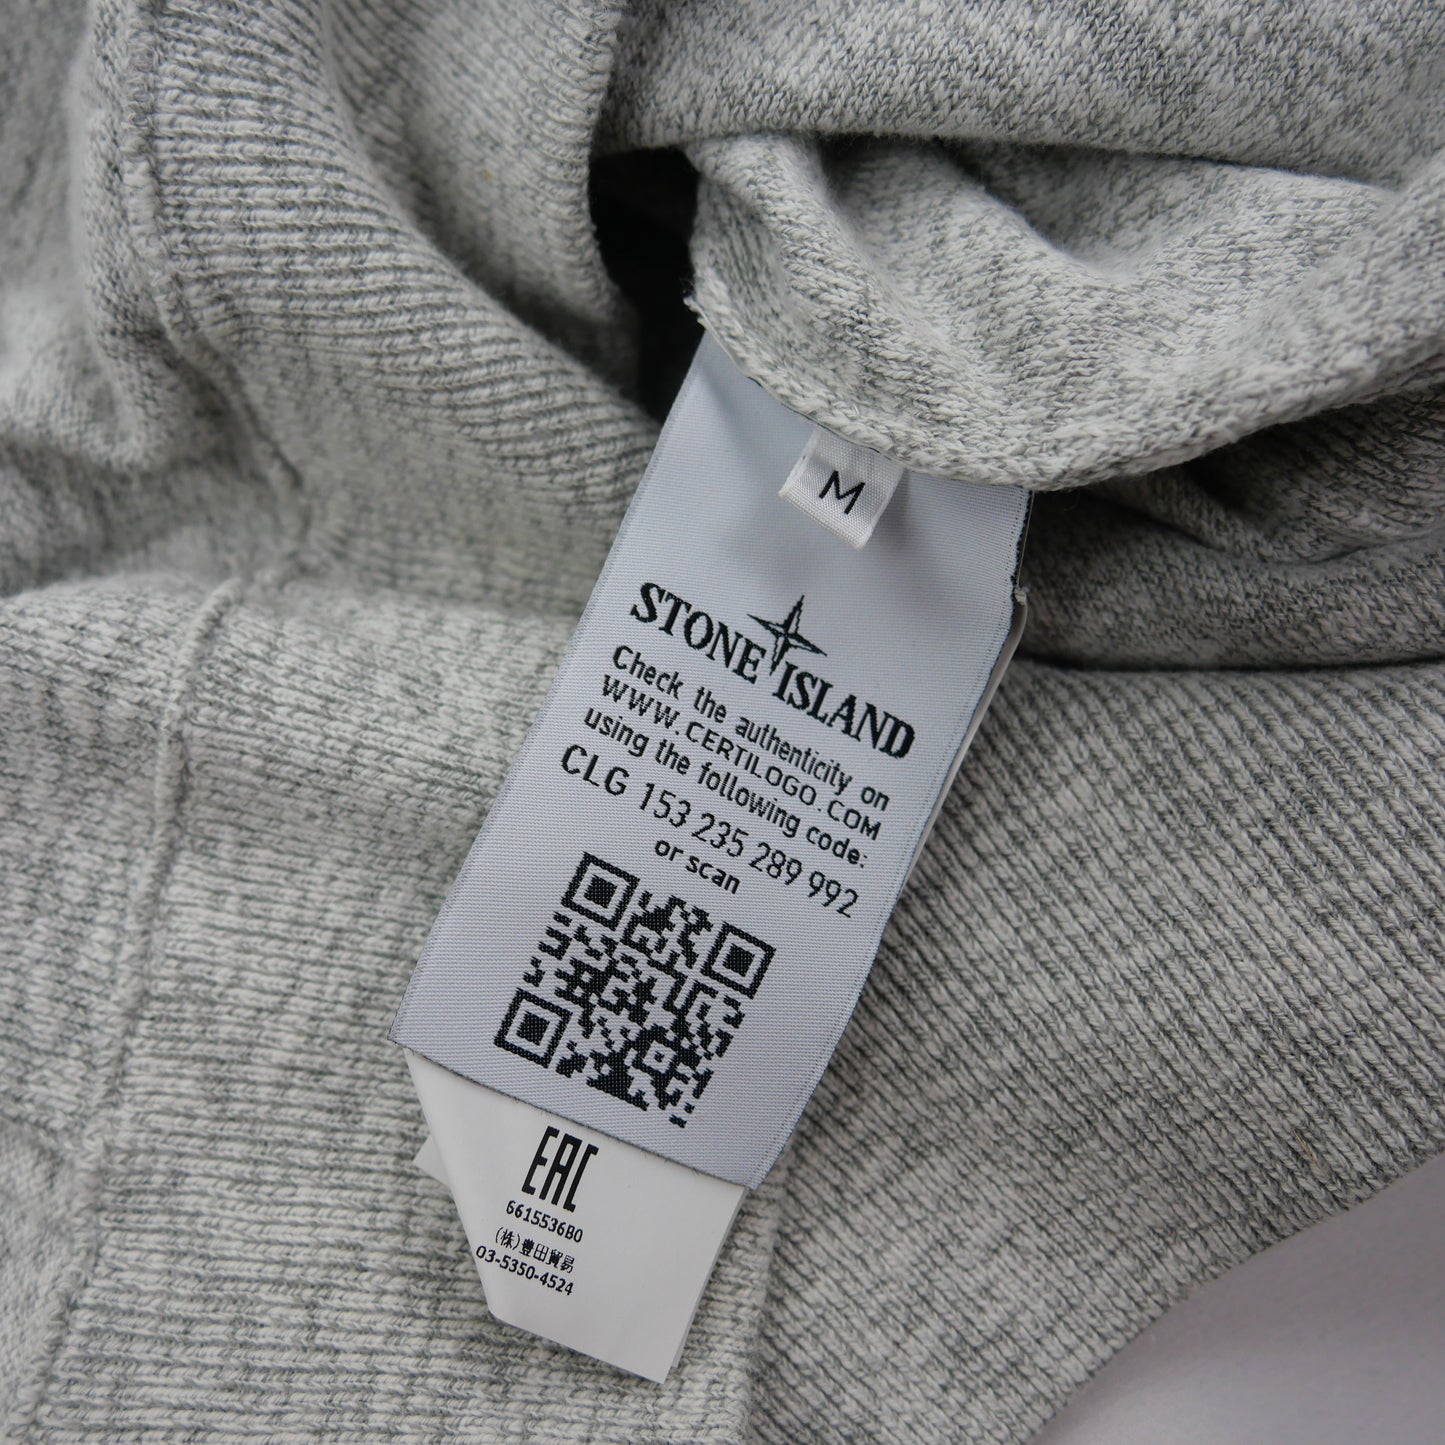 M
STONE ISLAND
Check the authenticity on
WWW.CERTILOGO.COM
using the following code:
CLG 153 235 289 992
or scan
EAC
6615536B0
(株)豊田貿易
03-5350-4524